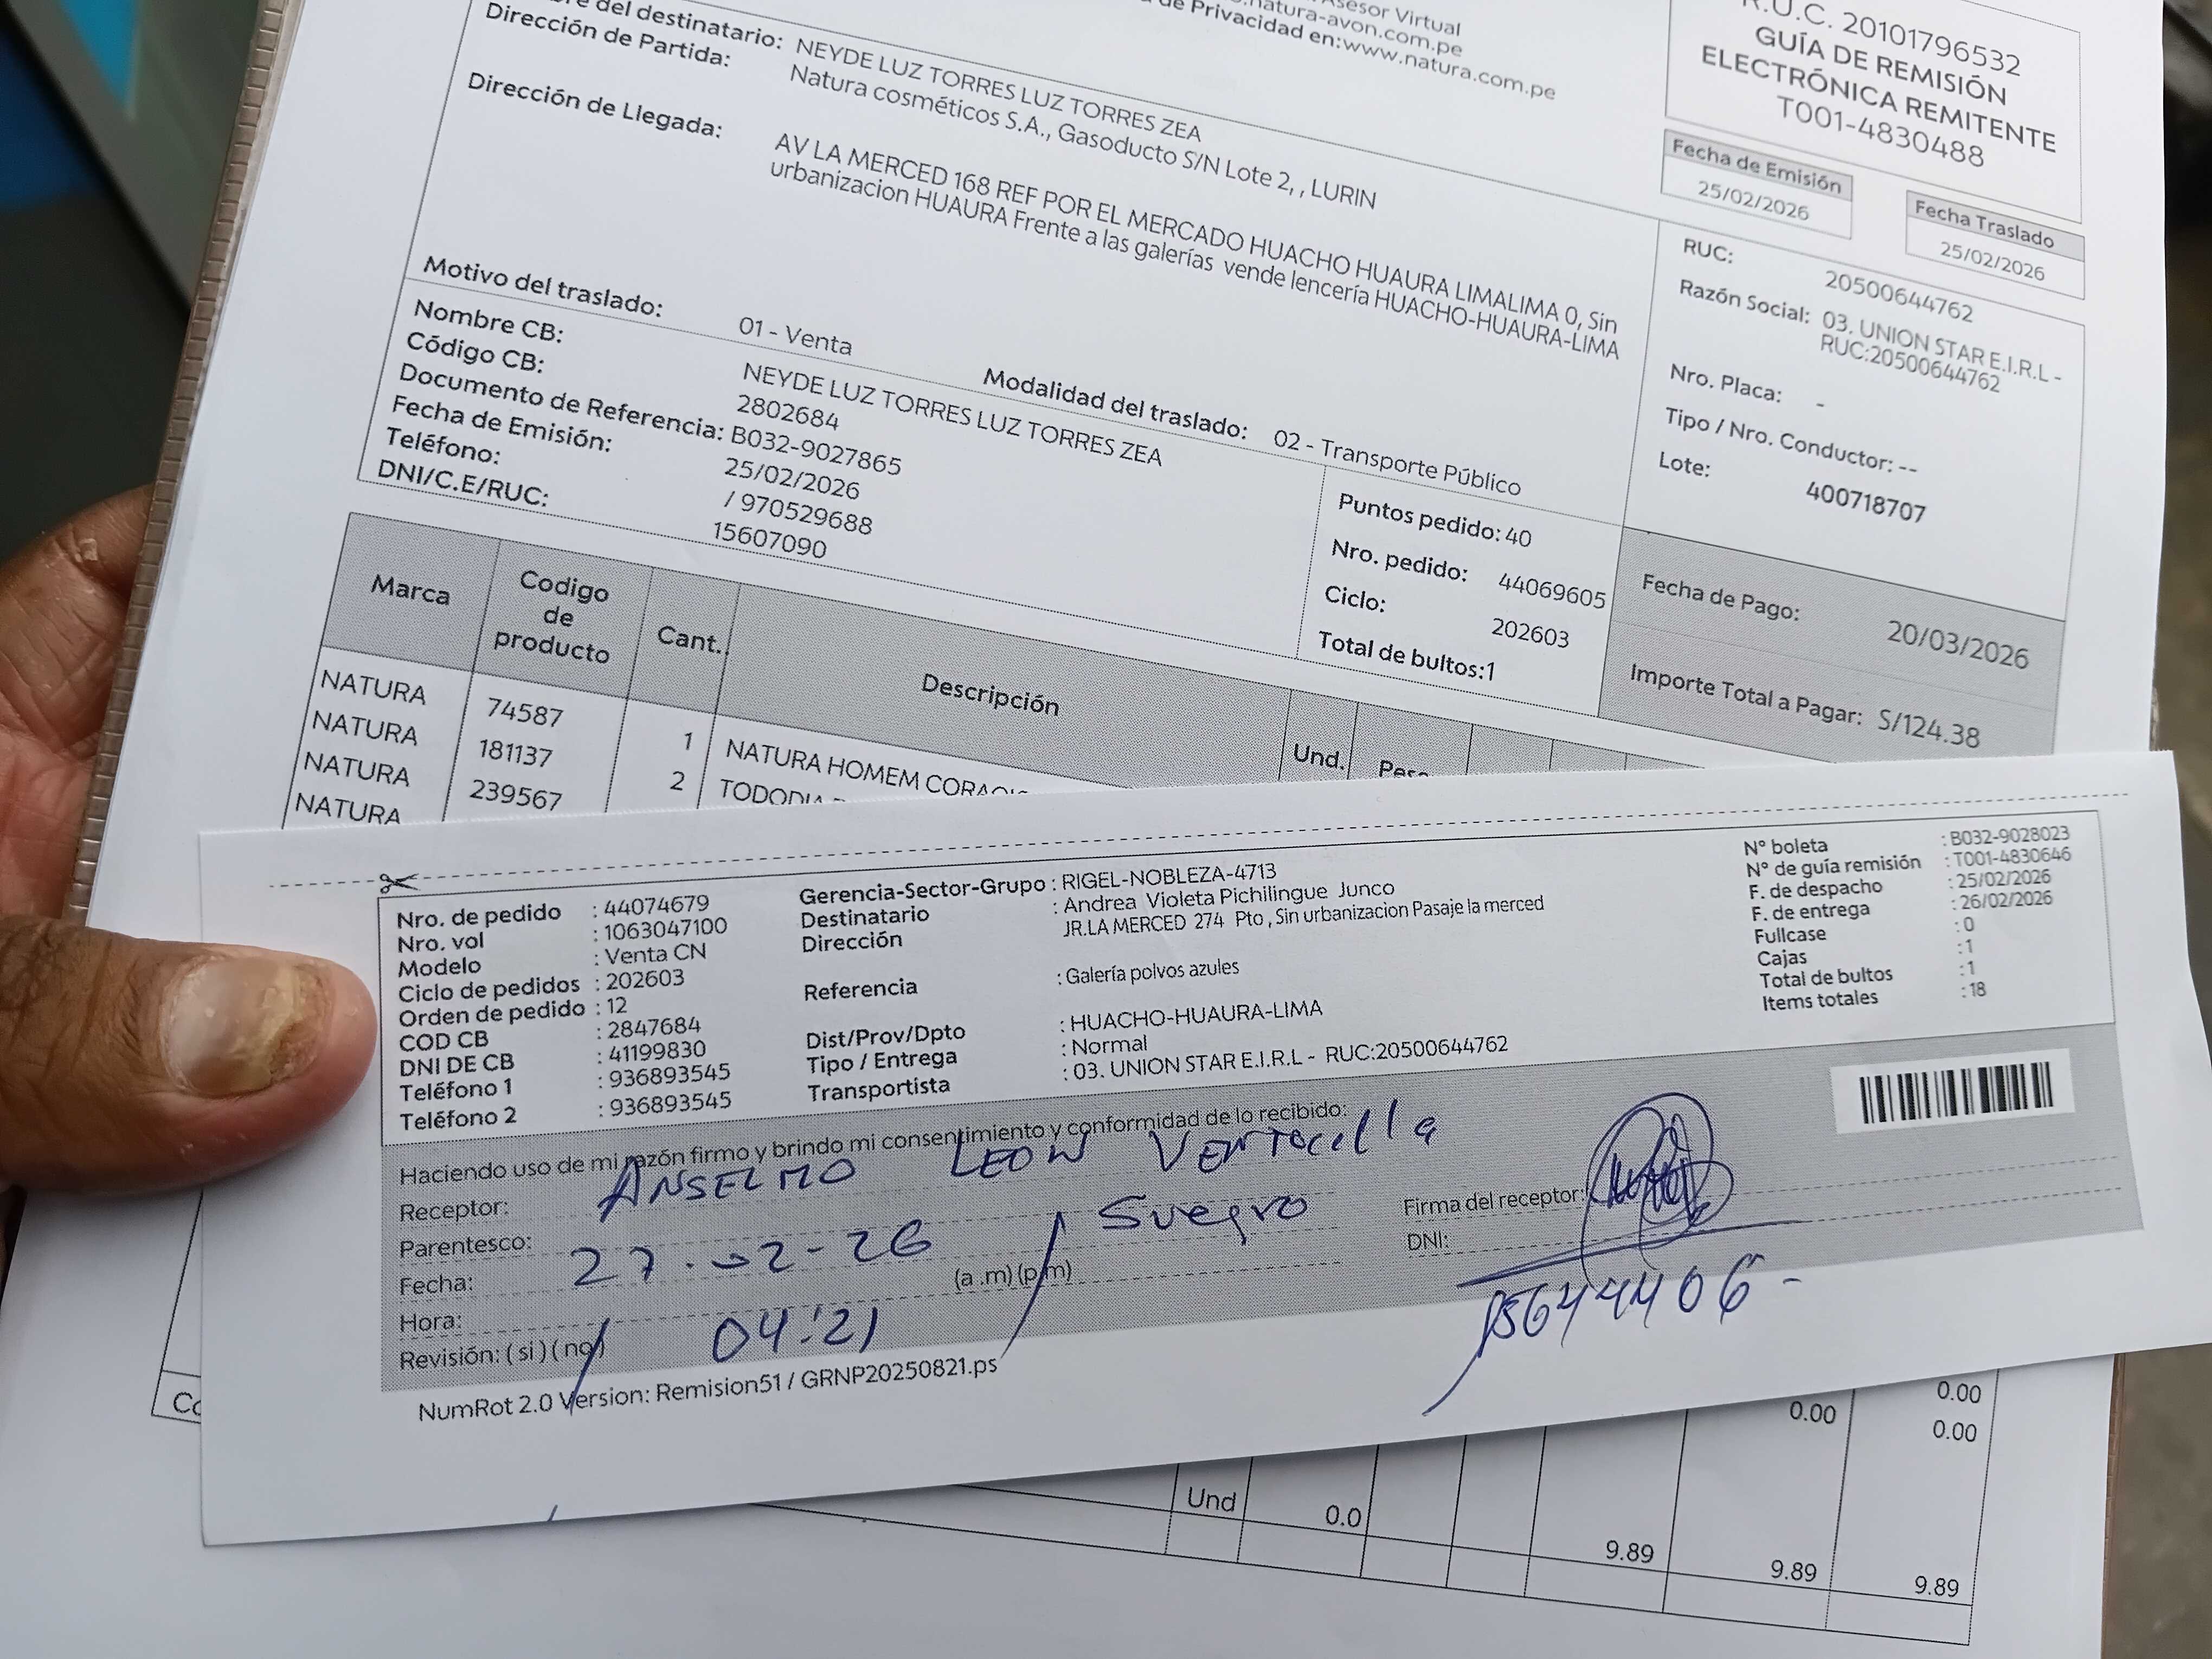 Asesor Virtual
.natura-avon.com.pe
de Privacidad en:www.natura.com.pe
R.U.C. 20101796532
GUÍA DE REMISIÓN
ELECTRÓNICA REMITENTE
T001-4830488
Fecha de Emisión
25/02/2026
Fecha Traslado
25/02/2026
del destinatario: NEYDE LUZ TORRES LUZ TORRES ZEA
Dirección de Partida: Natura cosméticos S.A., Gasoducto S/N Lote 2, , LURIN
Dirección de Llegada: AV LA MERCED 168 REF POR EL MERCADO HUACHO HUAURA LIMALIMA 0, Sin
urbanizacion HUAURA Frente a las galerías vende lencería HUACHO-HUAURA-LIMA
Motivo del traslado: 01 - Venta Modalidad del traslado: 02 - Transporte Público
Nombre CB: NEYDE LUZ TORRES LUZ TORRES ZEA
Código CB: 2802684
Documento de Referencia: B032-9027865
Fecha de Emisión: 25/02/2026
Teléfono: / 970529688
DNI/C.E/RUC: 15607090
RUC: 20500644762
Razón Social: 03. UNION STAR E.I.R.L -
RUC:20500644762
Nro. Placa: -
Tipo / Nro. Conductor: --
Lote: 400718707
Puntos pedido: 40
Nro. pedido: 44069605
Ciclo: 202603
Total de bultos:1
Fecha de Pago: 20/03/2026
Importe Total a Pagar: S/124.38
Marca Codigo de producto Cant. Descripción Und.
NATURA 74587 1 NATURA HOMEM
NATURA 181137 2 TODODIA
NATURA 239567
NATURA
Nro. de pedido : 44074679
Nro. vol : 1063047100
Modelo : Venta CN
Ciclo de pedidos : 202603
Orden de pedido : 12
COD CB : 2847684
DNI DE CB : 41199830
Teléfono 1 : 936893545
Teléfono 2 : 936893545
Gerencia-Sector-Grupo : RIGEL-NOBLEZA-4713
Destinatario : Andrea Violeta Pichilingue Junco
Dirección JR.LA MERCED 274 Pto , Sin urbanizacion Pasaje la merced
Referencia : Galería polvos azules
Dist/Prov/Dpto : HUACHO-HUAURA-LIMA
Tipo / Entrega : Normal
Transportista : 03. UNION STAR E.I.R.L - RUC:20500644762
N° boleta : B032-9028023
N° de guía remisión : T001-4830646
F. de despacho : 25/02/2026
F. de entrega : 26/02/2026
Fullcase : 0
Cajas : 1
Total de bultos : 1
Items totales : 18
Haciendo uso de mi razón firmo y brindo mi consentimiento y conformidad de lo recibido:
Receptor: ANSELMO LEON Ventocilla
Parentesco: Suegro
Fecha: 27-02-26
Hora: 04:21 (a .m) (p.m)
Revisión: ( si ) ( no )
Firma del receptor:
DNI: 15644406 -
NumRot 2.0 Version: Remision51 / GRNP20250821.ps
0.00 0.00
0.00
Und 0.0
9.89 9.89 9.89